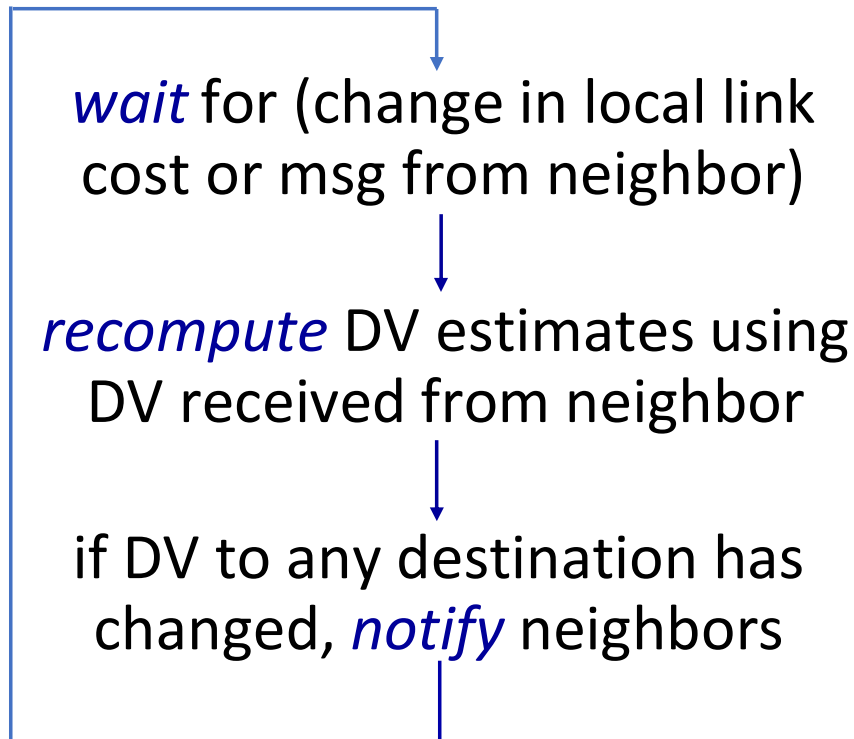 wait for (change in local link
cost or msg from neighbor)
recompute DV estimates using
DV received from neighbor
if DV to any destination has
changed, notify neighbors